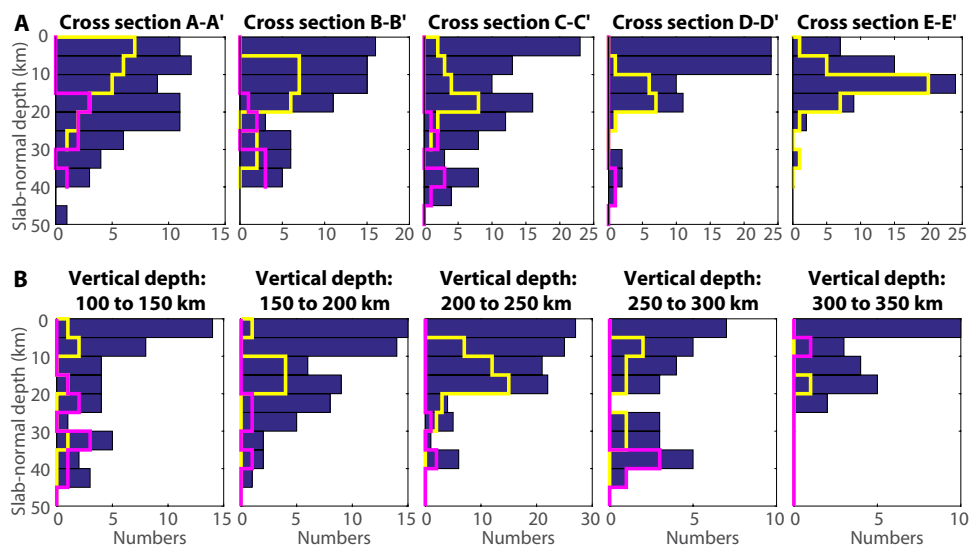 A
Cross section A-A'
Cross section B-B'
Cross section C-C'
Cross section D-D'
Cross section E-E'
Slab-normal depth (km)
0
10
20
30
40
50
0 5 10 15
0 5 10 15 20
0 5 10 15 20 25
0 5 10 15 20 25
0 5 10 15 20 25
B
Vertical depth:
100 to 150 km
Vertical depth:
150 to 200 km
Vertical depth:
200 to 250 km
Vertical depth:
250 to 300 km
Vertical depth:
300 to 350 km
Slab-normal depth (km)
0
10
20
30
40
50
0 5 10 15
0 5 10 15
0 10 20 30
0 5 10
0 5 10
Numbers
Numbers
Numbers
Numbers
Numbers